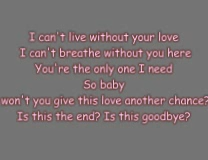 I can't live without your love
I can't breathe without you here
You're the only one I need
So baby
won't you give this love another chance?
Is this the end? Is this goodbye?